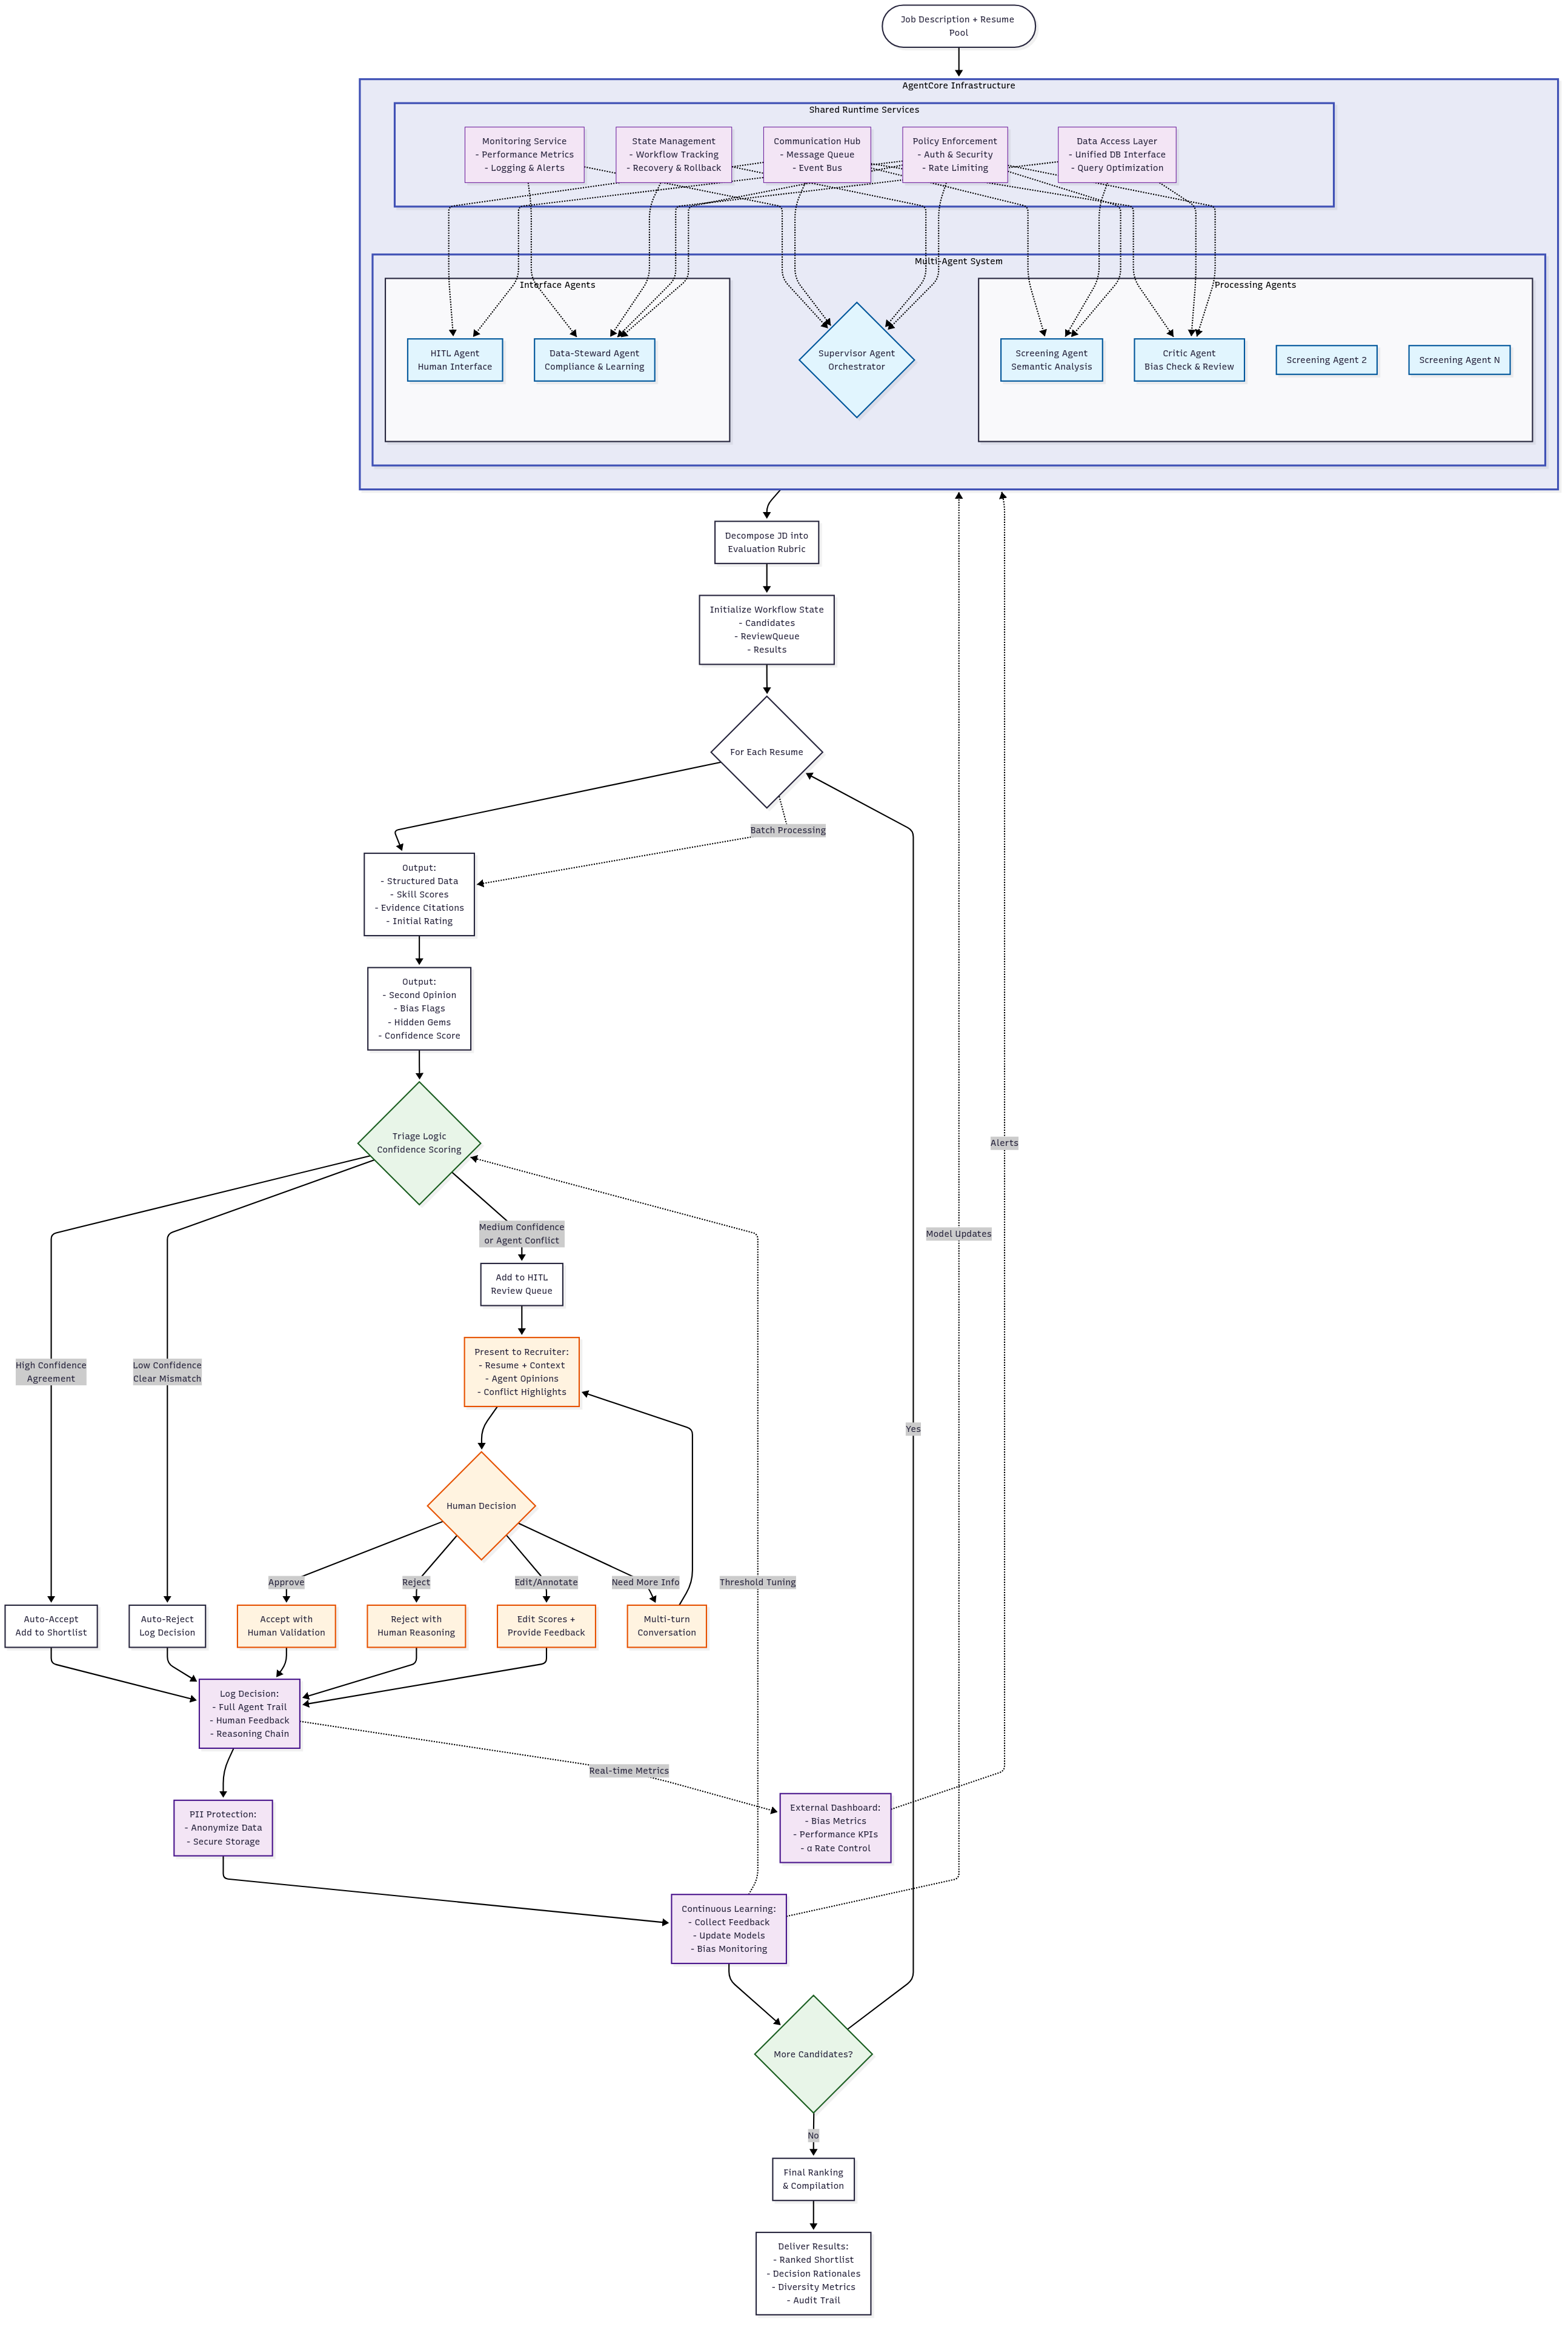 Job Description + Resume
Pool
AgentCore Infrastructure
Shared Runtime Services
Monitoring Service
- Performance Metrics
- Logging & Alerts
State Management
- Workflow Tracking
- Recovery & Rollback
Communication Hub
- Message Queue
- Event Bus
Policy Enforcement
- Auth & Security
- Rate Limiting
Data Access Layer
- Unified DB Interface
- Query Optimization
Multi-Agent System
Interface Agents
HITL Agent
Human Interface
Data-Steward Agent
Compliance & Learning
Supervisor Agent
Orchestrator
Processing Agents
Screening Agent
Semantic Analysis
Critic Agent
Bias Check & Review
Screening Agent 2
Screening Agent N
Decompose JD into
Evaluation Rubric
Initialize Workflow State
- Candidates
- ReviewQueue
- Results
For Each Resume
Batch Processing
Output:
- Structured Data
- Skill Scores
- Evidence Citations
- Initial Rating
Output:
- Second Opinion
- Bias Flags
- Hidden Gems
- Confidence Score
Triage Logic
Confidence Scoring
Alerts
Model Updates
Medium Confidence
or Agent Conflict
Add to HITL
Review Queue
High Confidence
Agreement
Low Confidence
Clear Mismatch
Present to Recruiter:
- Resume + Context
- Agent Opinions
- Conflict Highlights
Yes
Human Decision
Approve
Reject
Edit/Annotate
Need More Info
Threshold Tuning
Auto-Accept
Add to Shortlist
Auto-Reject
Log Decision
Accept with
Human Validation
Reject with
Human Reasoning
Edit Scores +
Provide Feedback
Multi-turn
Conversation
Log Decision:
- Full Agent Trail
- Human Feedback
- Reasoning Chain
Real-time Metrics
PII Protection:
- Anonymize Data
- Secure Storage
External Dashboard:
- Bias Metrics
- Performance KPIs
- α Rate Control
Continuous Learning:
- Collect Feedback
- Update Models
- Bias Monitoring
More Candidates?
No
Final Ranking
& Compilation
Deliver Results:
- Ranked Shortlist
- Decision Rationales
- Diversity Metrics
- Audit Trail